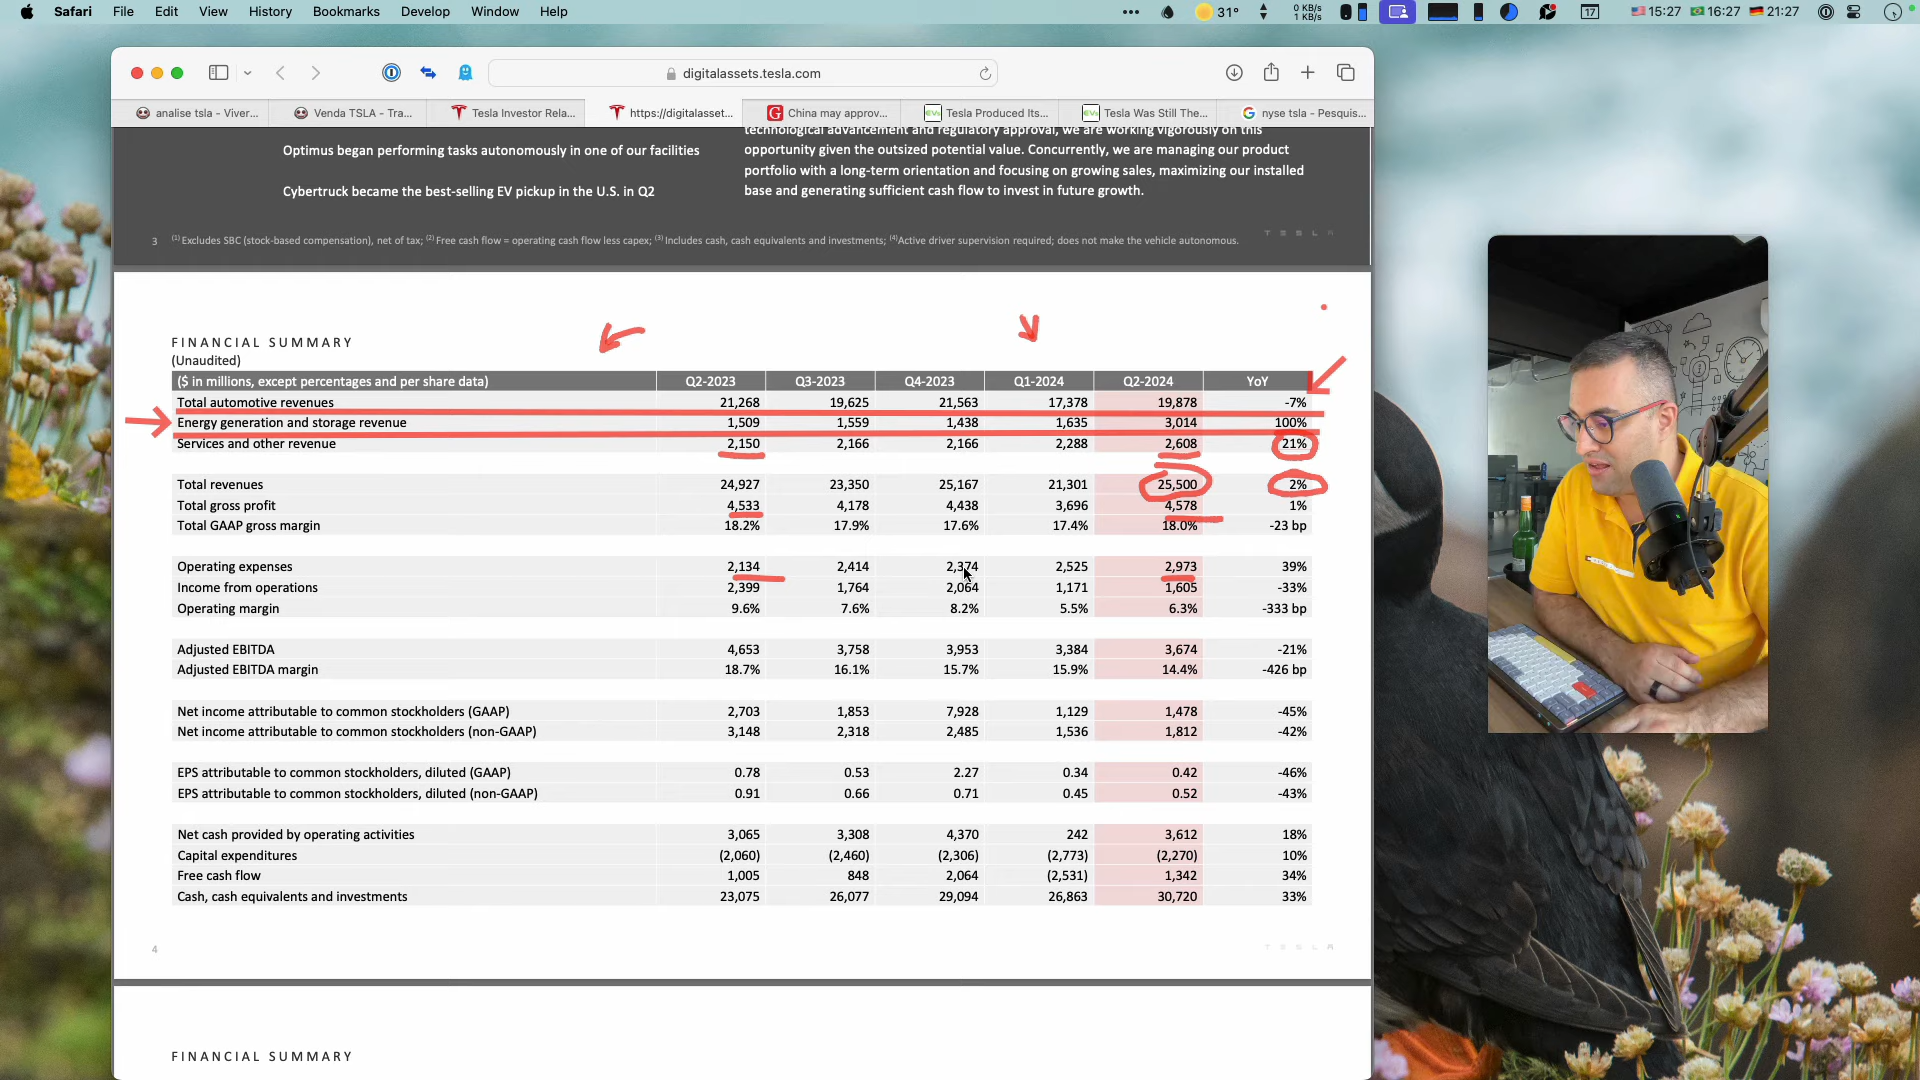 Safari File Edit View History Bookmarks Develop Window Help ••• 31° 0 KB/s 1 KB/s 17 15:27 16:27 21:27
digitalassets.tesla.com
analise tsla - Viver... Venda TSLA - Tra... Tesla Investor Rela... https://digitalasset... China may approv... Tesla Produced Its... Tesla Was Still The... nyse tsla - Pesquis...
technological advancement and regulatory approval, we are working vigorously on this
Optimus began performing tasks autonomously in one of our facilities
opportunity given the outsized potential value. Concurrently, we are managing our product
portfolio with a long-term orientation and focusing on growing sales, maximizing our installed
Cybertruck became the best-selling EV pickup in the U.S. in Q2
base and generating sufficient cash flow to invest in future growth.
3 (1) Excludes SBC (stock-based compensation), net of tax; (2) Free cash flow = operating cash flow less capex; (3) Includes cash, cash equivalents and investments; (4) Active driver supervision required; does not make the vehicle autonomous.
TESLA
FINANCIAL SUMMARY
(Unaudited)
($ in millions, except percentages and per share data) Q2-2023 Q3-2023 Q4-2023 Q1-2024 Q2-2024 YoY
Total automotive revenues 21,268 19,625 21,563 17,378 19,878 -7%
Energy generation and storage revenue 1,509 1,559 1,438 1,635 3,014 100%
Services and other revenue 2,150 2,166 2,166 2,288 2,608 21%
Total revenues 24,927 23,350 25,167 21,301 25,500 2%
Total gross profit 4,533 4,178 4,438 3,696 4,578 1%
Total GAAP gross margin 18.2% 17.9% 17.6% 17.4% 18.0% -23 bp
Operating expenses 2,134 2,414 2,374 2,525 2,973 39%
Income from operations 2,399 1,764 2,064 1,171 1,605 -33%
Operating margin 9.6% 7.6% 8.2% 5.5% 6.3% -333 bp
Adjusted EBITDA 4,653 3,758 3,953 3,384 3,674 -21%
Adjusted EBITDA margin 18.7% 16.1% 15.7% 15.9% 14.4% -426 bp
Net income attributable to common stockholders (GAAP) 2,703 1,853 7,928 1,129 1,478 -45%
Net income attributable to common stockholders (non-GAAP) 3,148 2,318 2,485 1,536 1,812 -42%
EPS attributable to common stockholders, diluted (GAAP) 0.78 0.53 2.27 0.34 0.42 -46%
EPS attributable to common stockholders, diluted (non-GAAP) 0.91 0.66 0.71 0.45 0.52 -43%
Net cash provided by operating activities 3,065 3,308 4,370 242 3,612 18%
Capital expenditures (2,060) (2,460) (2,306) (2,773) (2,270) 10%
Free cash flow 1,005 848 2,064 (2,531) 1,342 34%
Cash, cash equivalents and investments 23,075 26,077 29,094 26,863 30,720 33%
4
TESLA
FINANCIAL SUMMARY